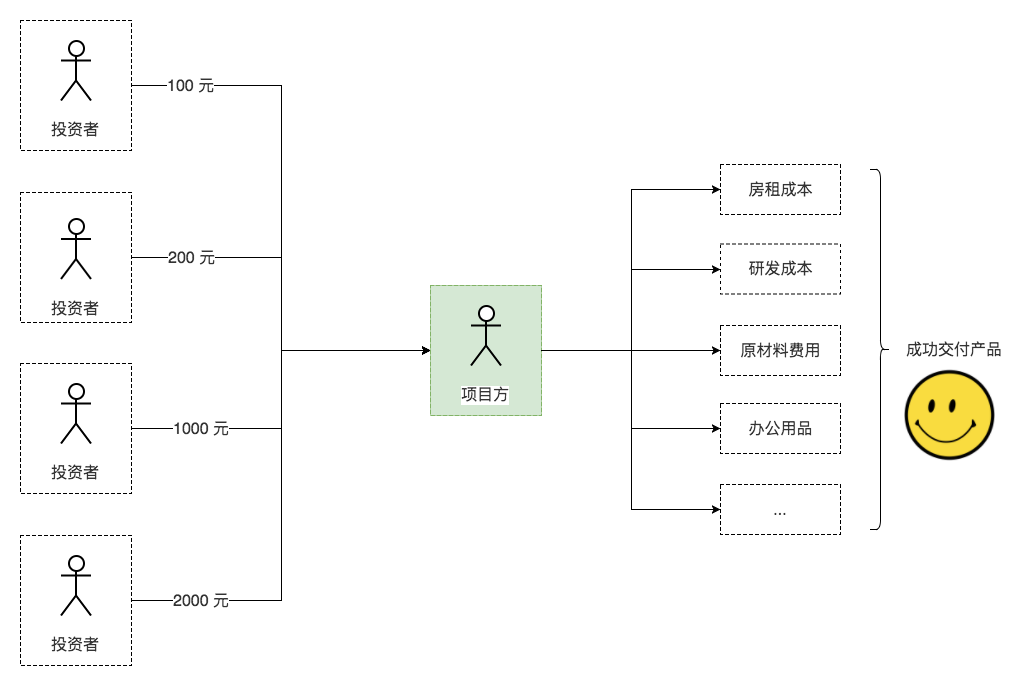 100 元
投资者
200 元
投资者
1000 元
投资者
2000 元
投资者
项目方
房租成本
研发成本
原材料费用
办公用品
...
成功交付产品